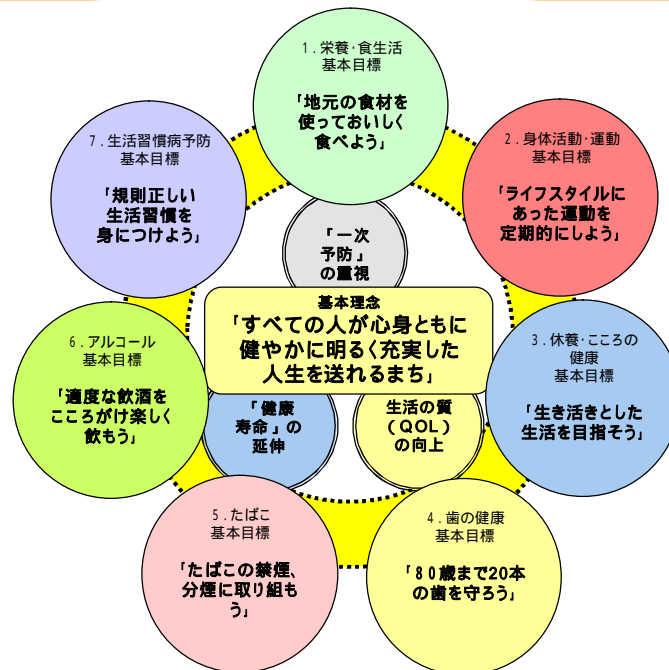 1．栄養･食生活
基本目標
｢地元の食材を
使っておいしく
食べよう｣
2．身体活動･運動
基本目標
｢ライフスタイルに
あった運動を
定期的にしよう｣
3．休養･こころの
健康
基本目標
｢生き活きとした
生活を目指そう｣
4．歯の健康
基本目標
｢80歳まで20本
の歯を守ろう｣
5．たばこ
基本目標
｢たばこの禁煙、
分煙に取り組も
う｣
6．アルコール
基本目標
｢適度な飲酒を
こころがけ楽しく
飲もう｣
7．生活習慣病予防
基本目標
｢規則正しい
生活習慣を
身につけよう｣
「一次
予防」
の重視
基本理念
｢すべての人が心身ともに
健やかに明るく充実した
人生を送れるまち｣
「健康
寿命」の
延伸
生活の質
（QOL）
の向上